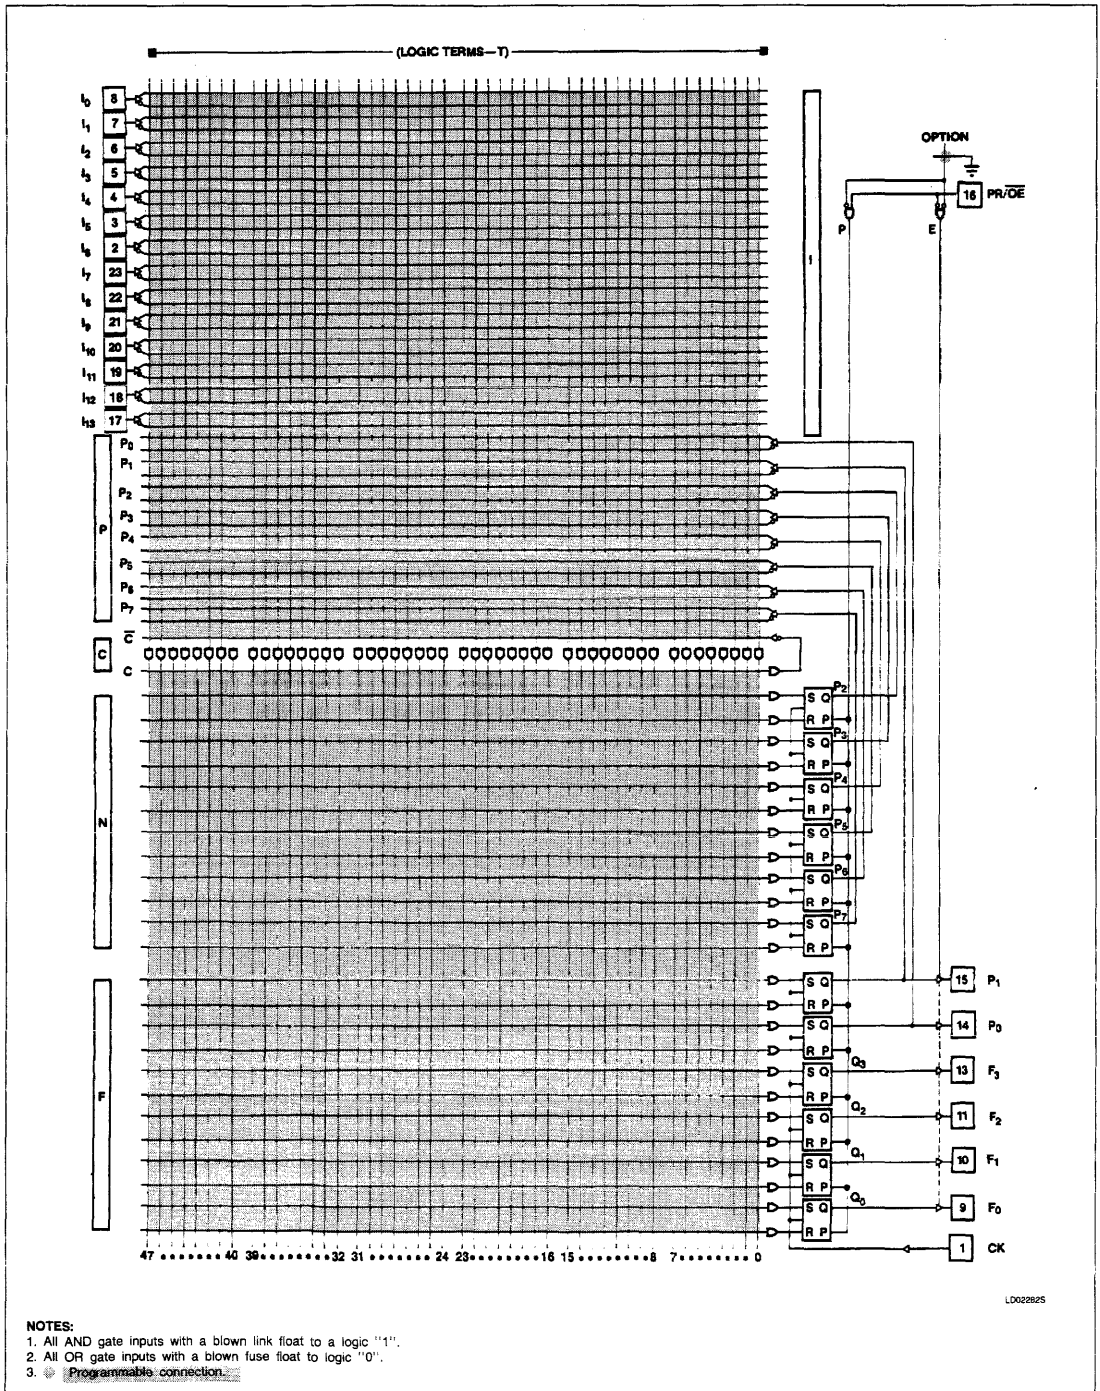 (LOGIC TERMS—T)
I0 8
I1 7
I2 6
I3 5
I4 4
I5 3
I6 2
I7 23
I8 22
I9 21
I10 20
I11 19
I12 18
I13 17
I
OPTION
16 PR/O̅E̅
P E
P
P0
P1
P2
P3
P4
P5
P6
P7
C
C̅
C
N
S Q P2
R P
S Q P3
R P
S Q P4
R P
S Q P5
R P
S Q P6
R P
S Q P7
R P
F
S Q 15 P1
R P
S Q 14 P0
R P
Q3
S Q 13 F3
R P
Q2
S Q 11 F2
R P
Q1
S Q 10 F1
R P
Q0
S Q 9 F0
R P
1 CK
47 40 39 32 31 24 23 16 15 8 7 0
LD02282S
NOTES:
1. All AND gate inputs with a blown link float to a logic "1".
2. All OR gate inputs with a blown fuse float to logic "0".
3. Programmable connection.